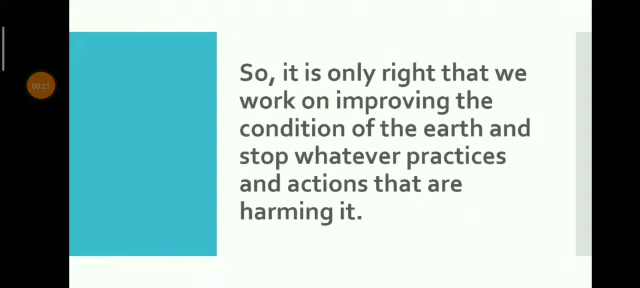 So, it is only right that we
work on improving the
condition of the earth and
stop whatever practices
and actions that are
harming it.